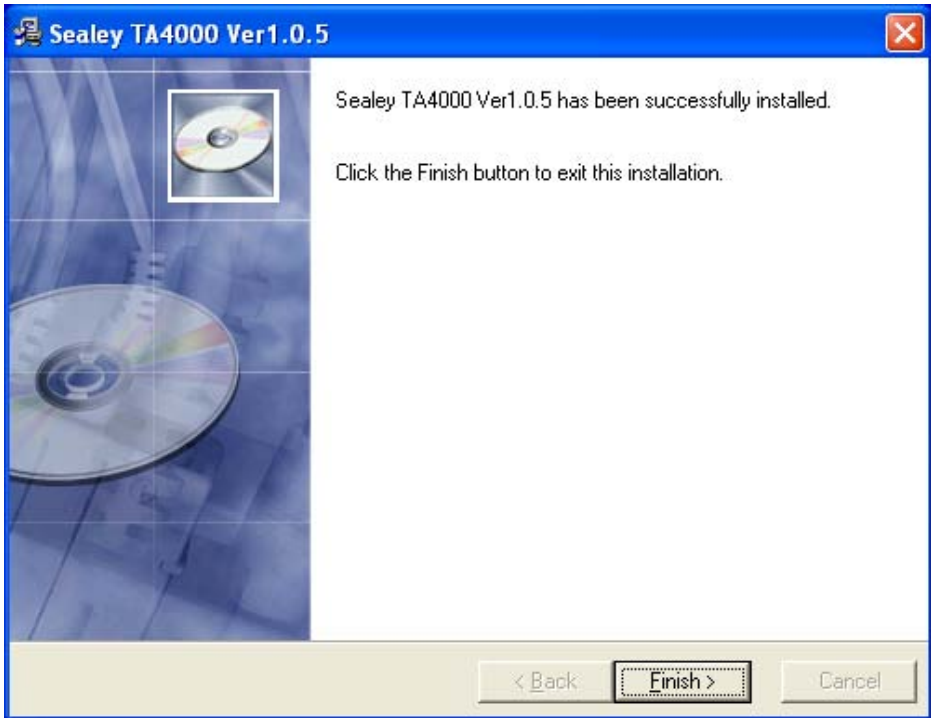 Sealey TA4000 Ver1.0.5
Sealey TA4000 Ver1.0.5 has been successfully installed.
Click the Finish button to exit this installation.
< Back Finish > Cancel